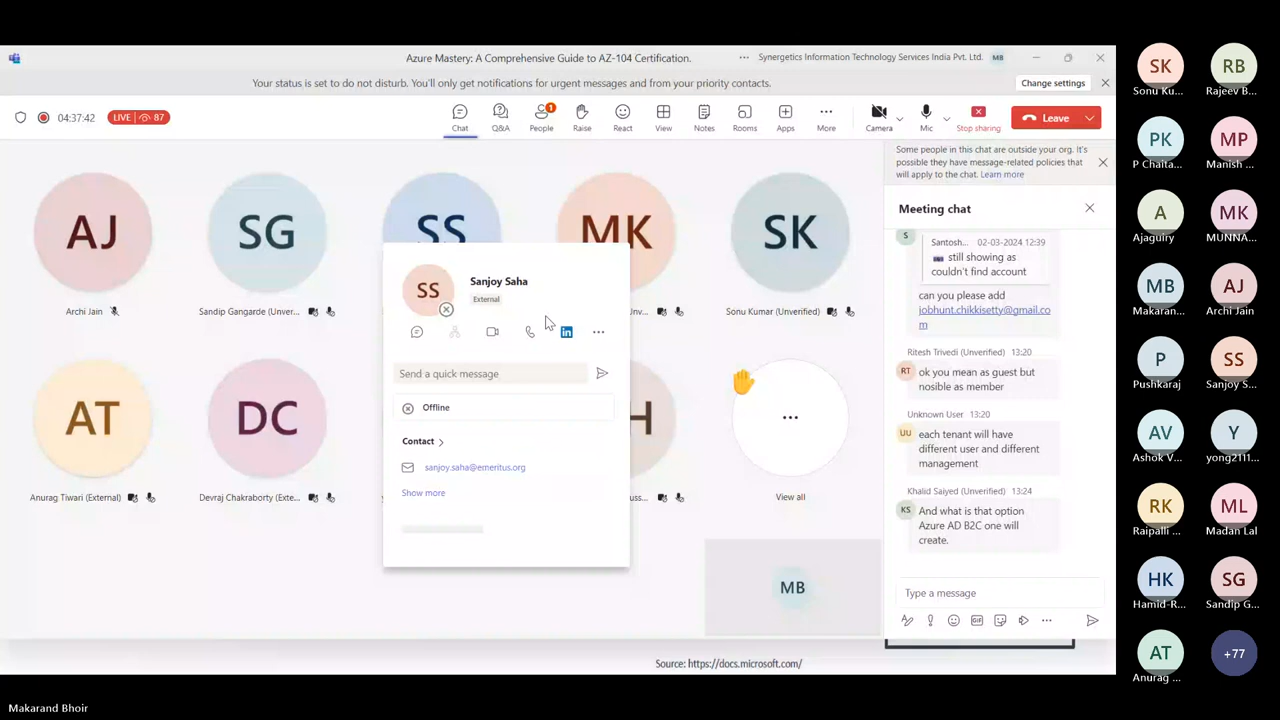 Azure Mastery: A Comprehensive Guide to AZ-104 Certification.
Synergetics Information Technology Services India Pvt. Ltd.
MB
Your status is set to do not disturb. You'll only get notifications for urgent messages and from your priority contacts.
Change settings
04:37:42
LIVE
87
Chat
Q&A
People
1
Raise
React
View
Notes
Rooms
Apps
More
Camera
Mic
Stop sharing
Leave
AJ
Archi Jain
SG
Sandip Gangarde (Unver...
SS
MK
nv...
SK
Sonu Kumar (Unverified)
AT
Anurag Tiwari (External)
DC
Devraj Chakraborty (Exte...
H
uss...
...
View all
SS
Sanjoy Saha
External
Send a quick message
Offline
Contact
sanjoy.saha@emeritus.org
Show more
MB
Some people in this chat are outside your org. It's
possible they have message-related policies that
will apply to the chat. Learn more
Meeting chat
S
Santosh... 02-03-2024 12:39
still showing as
couldn't find account
can you please add
jobhunt.chikkisetty@gmail.co
m
Ritesh Trivedi (Unverified) 13:20
RT
ok you mean as guest but
nosible as member
Unknown User 13:20
UU
each tenant will have
different user and different
management
Khalid Saiyed (Unverified) 13:24
KS
And what is that option
Azure AD B2C one will
create.
Type a message
Source: https://docs.microsoft.com/
SK
Sonu Ku...
RB
Rajeev B...
PK
P Chaita...
MP
Manish ...
A
Ajaguiry
MK
MUNNA...
MB
Makaran...
AJ
Archi Jain
P
Pushkaraj
SS
Sanjoy S...
AV
Ashok V...
Y
yong2111...
RK
Raipalli ...
ML
Madan Lal
HK
Hamid-R...
SG
Sandip G...
AT
Anurag ...
+77
Makarand Bhoir